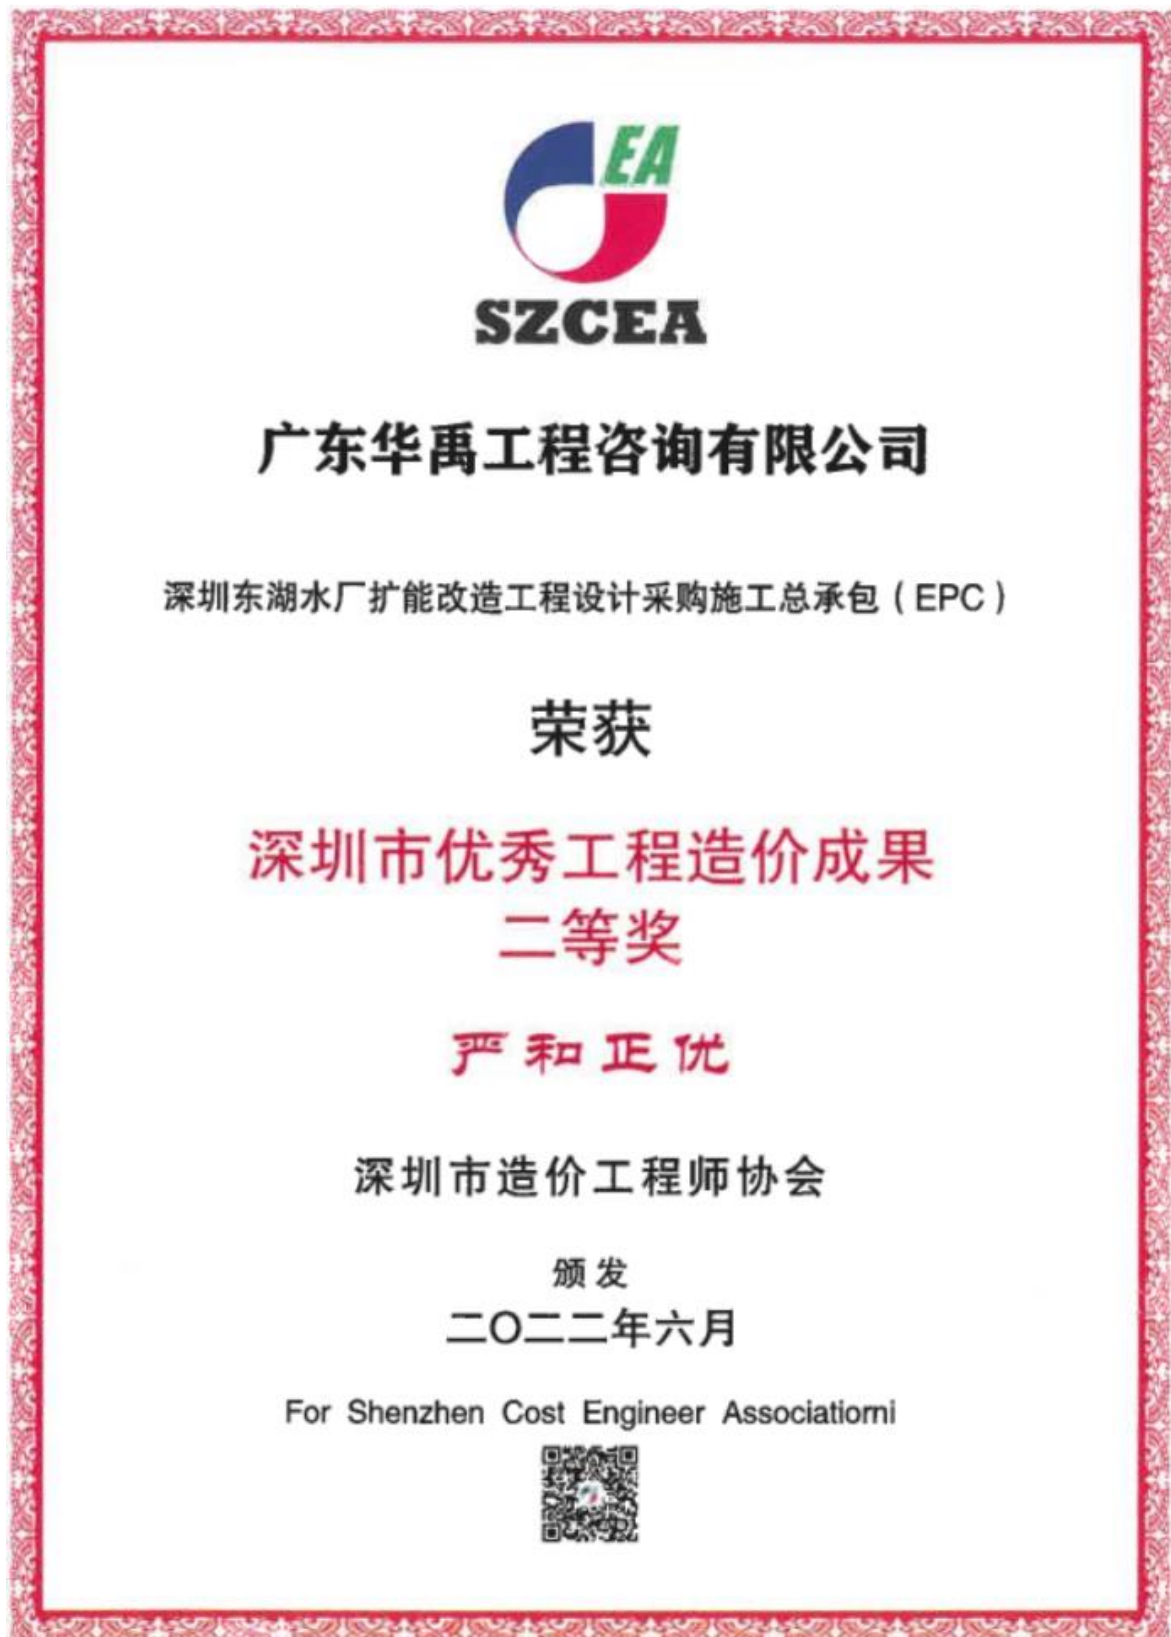 EA
SZCEA
广东华禹工程咨询有限公司
深圳东湖水厂扩能改造工程设计采购施工总承包（EPC）
荣获
深圳市优秀工程造价成果
二等奖
严和正优
深圳市造价工程师协会
颁发
二〇二二年六月
For Shenzhen Cost Engineer Associatiorni